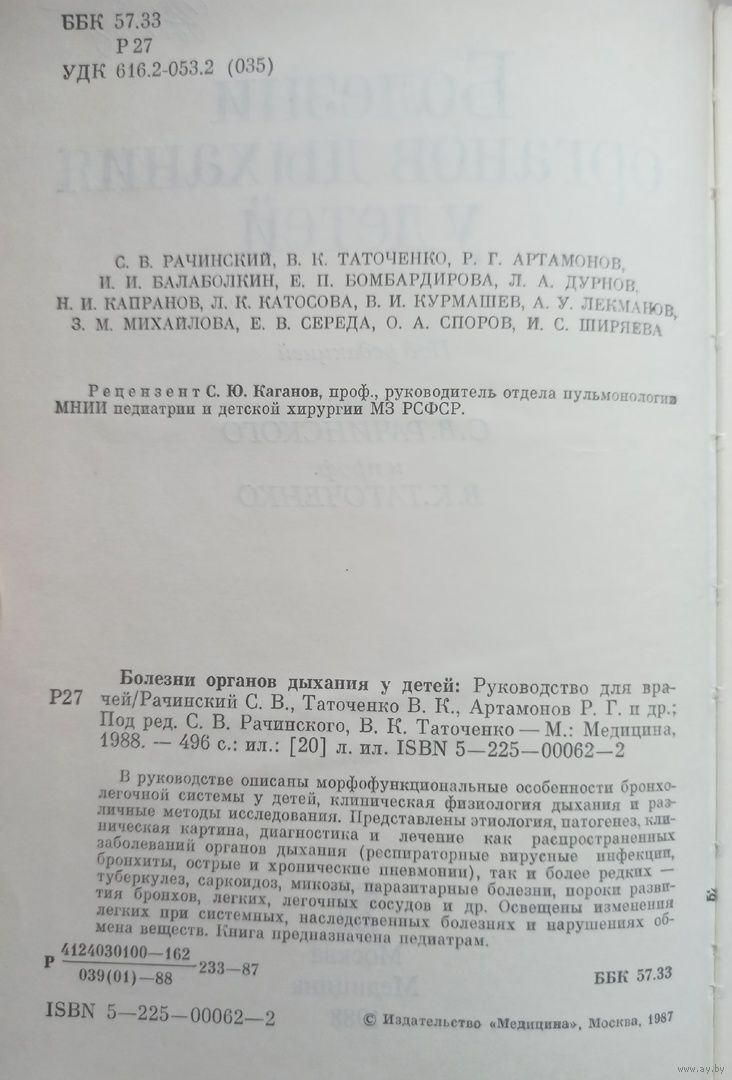 ББК 57.33
Р 27
УДК 616.2-053.2 (035)
С. В. РАЧИНСКИЙ, В. К. ТАТОЧЕНКО, Р. Г. АРТАМОНОВ,
И. И. БАЛАБОЛКИН, Е. П. БОМБАРДИРОВА, Л. А. ДУРНОВ,
Н. И. КАПРАНОВ, Л. К. КАТОСОВА, В. И. КУРМАШЕВ, А. У. ЛЕКМАНОВ,
З. М. МИХАЙЛОВА, Е. В. СЕРЕДА, О. А. СПОРОВ, И. С. ШИРЯЕВА
Рецензент С. Ю. Каганов, проф., руководитель отдела пульмонологии
МНИИ педиатрии и детской хирургии МЗ РСФСР.
Болезни органов дыхания у детей: Руководство для вра-
Р27 чей/Рачинский С. В., Таточенко В. К., Артамонов Р. Г. и др.;
Под ред. С. В. Рачинского, В. К. Таточенко — М.: Медицина,
1988. — 496 с.: ил.: [20] л. ил. ISBN 5—225—00062—2
В руководстве описаны морфофункциональные особенности бронхо-
легочной системы у детей, клиническая физиология дыхания и раз-
личные методы исследования. Представлены этиология, патогенез, кли-
ническая картина, диагностика и лечение как распространенных
заболеваний органов дыхания (респираторные вирусные инфекции,
бронхиты, острые и хронические пневмонии), так и более редких —
туберкулез, саркоидоз, микозы, паразитарные болезни, пороки разви-
тия бронхов, легких, легочных сосудов и др. Освещены изменения
легких при системных, наследственных болезнях и нарушениях об-
мена веществ. Книга предназначена педиатрам.
Р 4124030100—162
039(01)—88 233—87
ББК 57.33
ISBN 5—225—00062—2
© Издательство «Медицина», Москва, 1987
www.ay.by